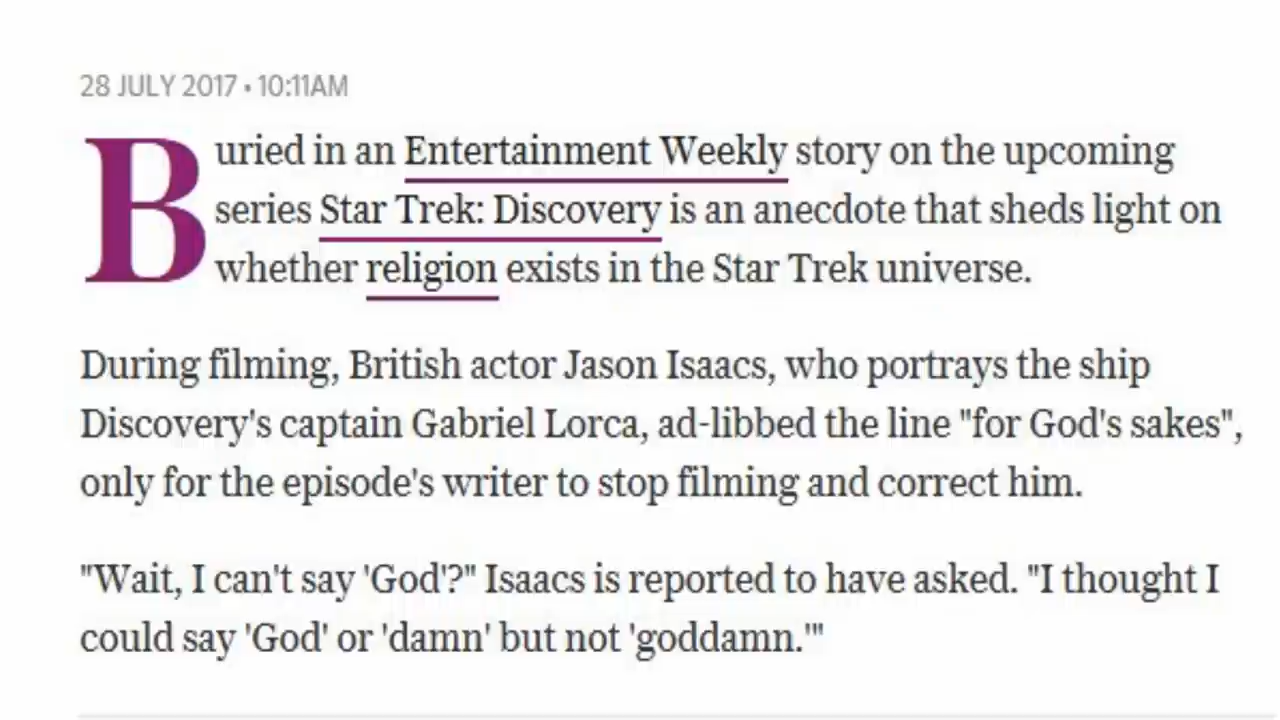 28 JULY 2017 • 10:11AM
Buried in an Entertainment Weekly story on the upcoming
series Star Trek: Discovery is an anecdote that sheds light on
whether religion exists in the Star Trek universe.
During filming, British actor Jason Isaacs, who portrays the ship
Discovery's captain Gabriel Lorca, ad-libbed the line "for God's sakes",
only for the episode's writer to stop filming and correct him.
"Wait, I can't say 'God'?" Isaacs is reported to have asked. "I thought I
could say 'God' or 'damn' but not 'goddamn.'"